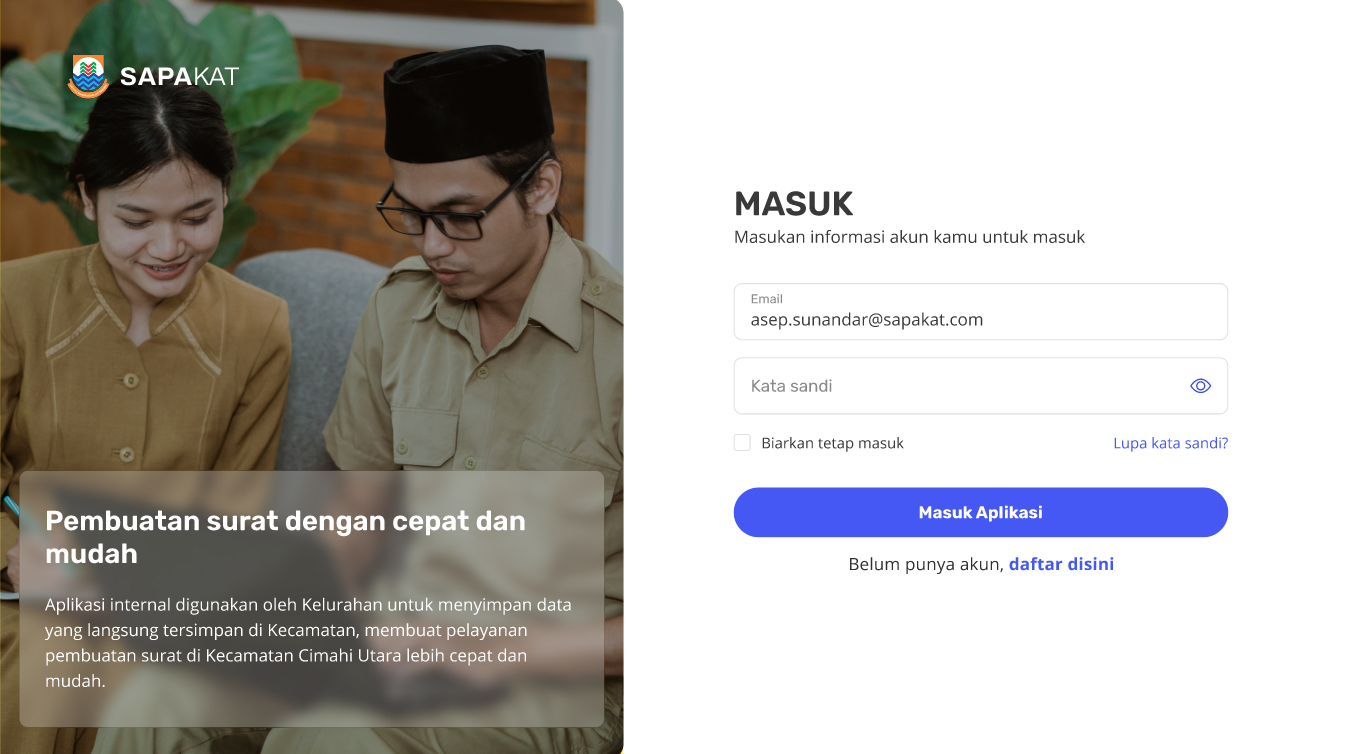 SAPAKAT
Pembuatan surat dengan cepat dan
mudah
Aplikasi internal digunakan oleh Kelurahan untuk menyimpan data
yang langsung tersimpan di Kecamatan, membuat pelayanan
pembuatan surat di Kecamatan Cimahi Utara lebih cepat dan
mudah.
MASUK
Masukan informasi akun kamu untuk masuk
Email
asep.sunandar@sapakat.com
Kata sandi
Biarkan tetap masuk
Lupa kata sandi?
Masuk Aplikasi
Belum punya akun, daftar disini